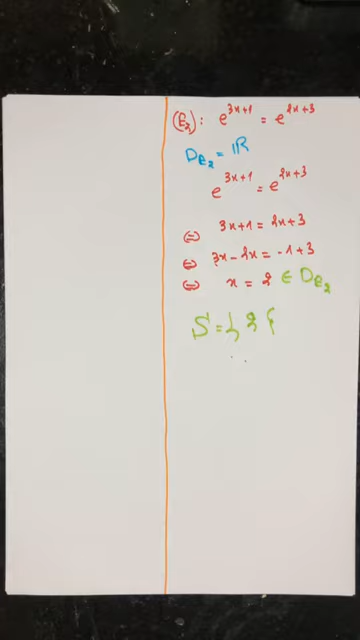 (E₂): e^{3x+1} = e^{2x+3}
D_{E₂} = ℝ
e^{3x+1} = e^{2x+3}
⇔ 3x+1 = 2x+3
⇔ 3x-2x = -1+3
⇔ x = 2 ∈ D_{E₂}
S = {2}